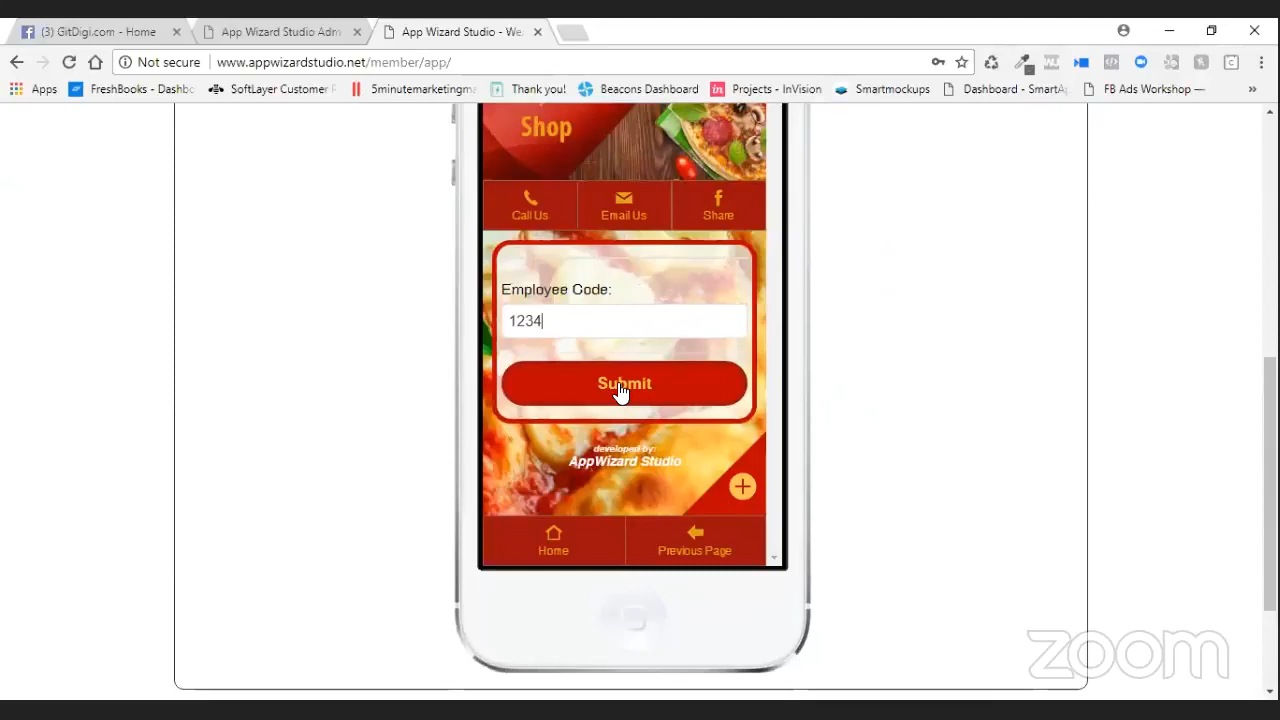 (3) GitDigi.com - Home
App Wizard Studio Adm
App Wizard Studio - We
Not secure
www.appwizardstudio.net/member/app/
Apps
FreshBooks - Dashbo
SoftLayer Customer
5minutemarketingma
Thank you!
Beacons Dashboard
Projects - InVision
Smartmockups
Dashboard - SmartA
FB Ads Workshop —
»
Shop
Call Us
Email Us
Share
Employee Code:
1234
Submit
developed by:
AppWizard Studio
Home
Previous Page
zoom